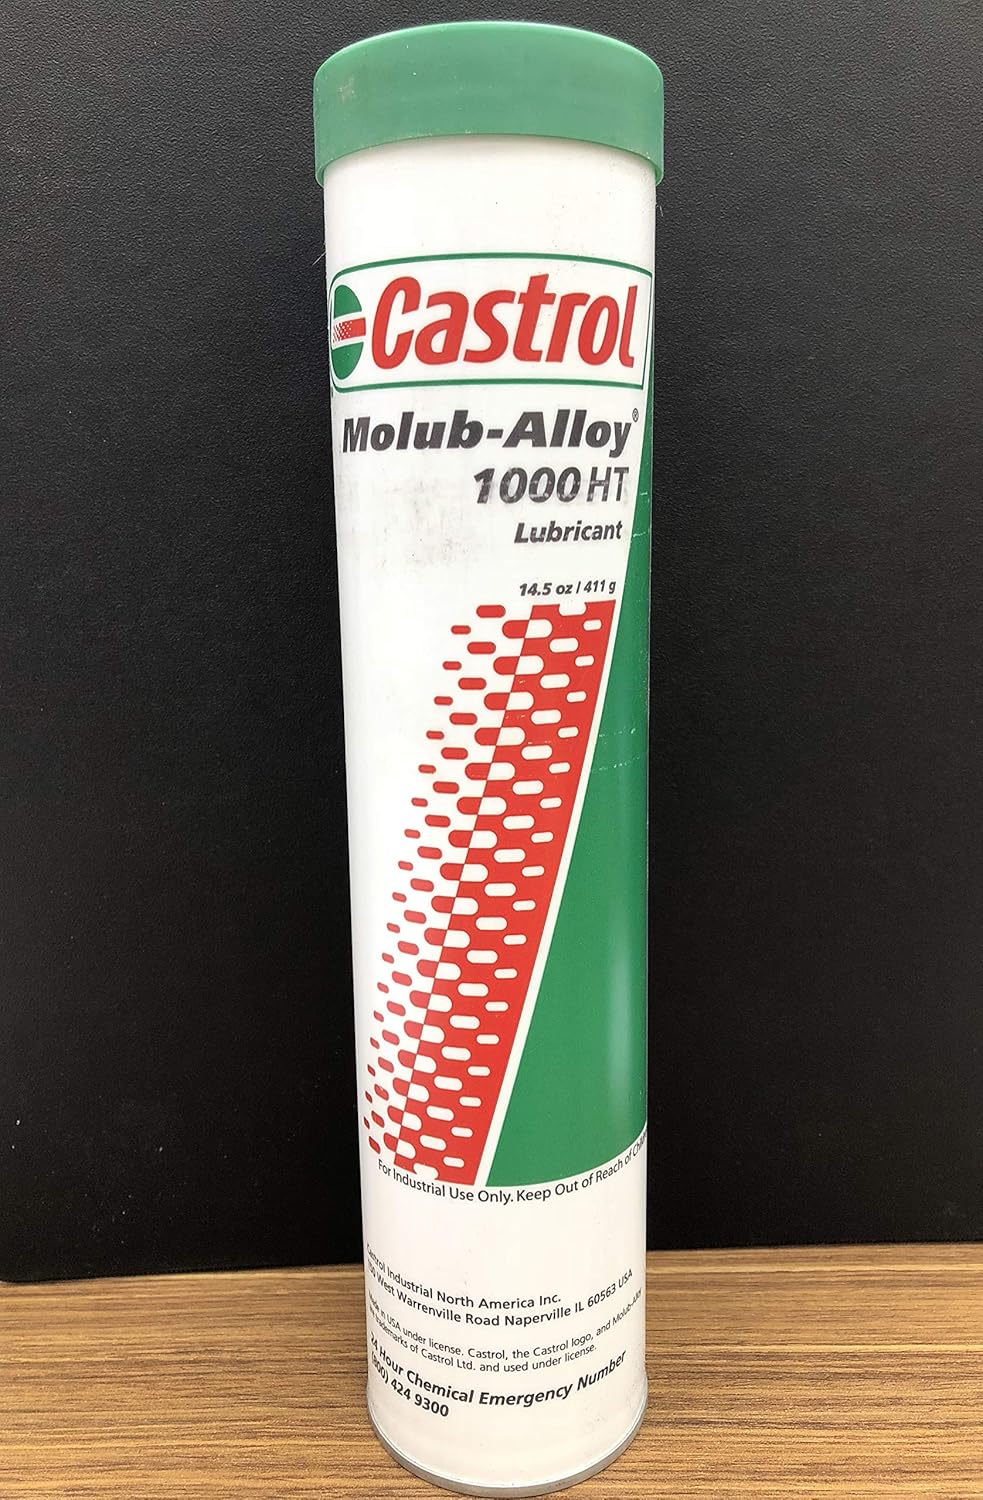 Castrol
Molub-Alloy®
1000 HT
Lubricant
14.5 oz / 411 g
For Industrial Use Only. Keep Out of Reach of
Castrol Industrial North America Inc.
150 West Warrenville Road Naperville IL 60563 USA
Made in USA under license. Castrol, the Castrol logo, and Molub-Alloy
are trademarks of Castrol Ltd. and used under license.
24 Hour Chemical Emergency Number
(800) 424 9300